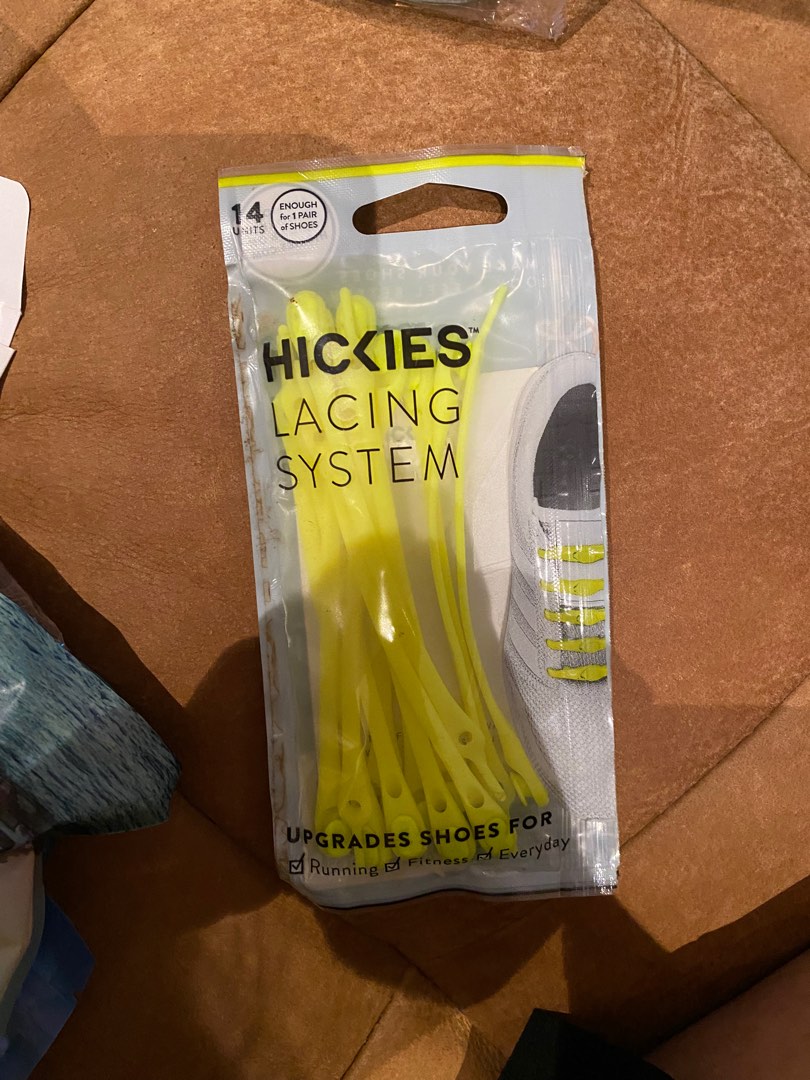 14
UNITS
ENOUGH
for 1 PAIR
of SHOES
HICKIES™
LACING
SYSTEM
UPGRADES SHOES FOR
☑ Running ☑ Fitness ☑ Everyday